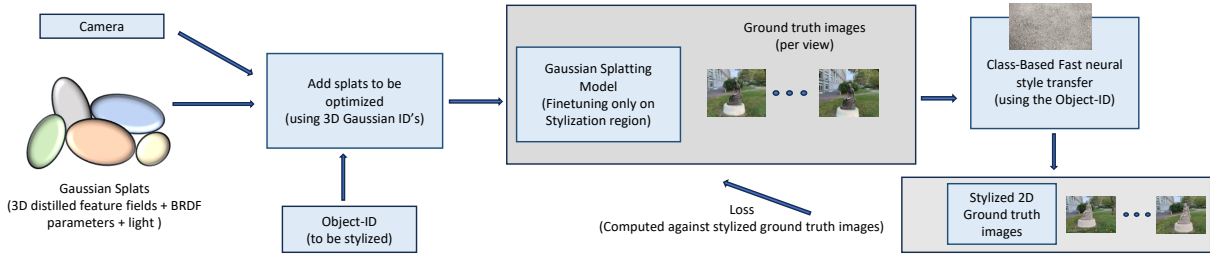 Camera
Gaussian Splats
(3D distilled feature fields + BRDF
parameters + light )
Add splats to be
optimized
(using 3D Gaussian ID's)
Object-ID
(to be stylized)
Gaussian Splatting
Model
(Finetuning only on
Stylization region)
Ground truth images
(per view)
Loss
(Computed against stylized ground truth images)
Class-Based Fast neural
style transfer
(using the Object-ID)
Stylized 2D
Ground truth
images